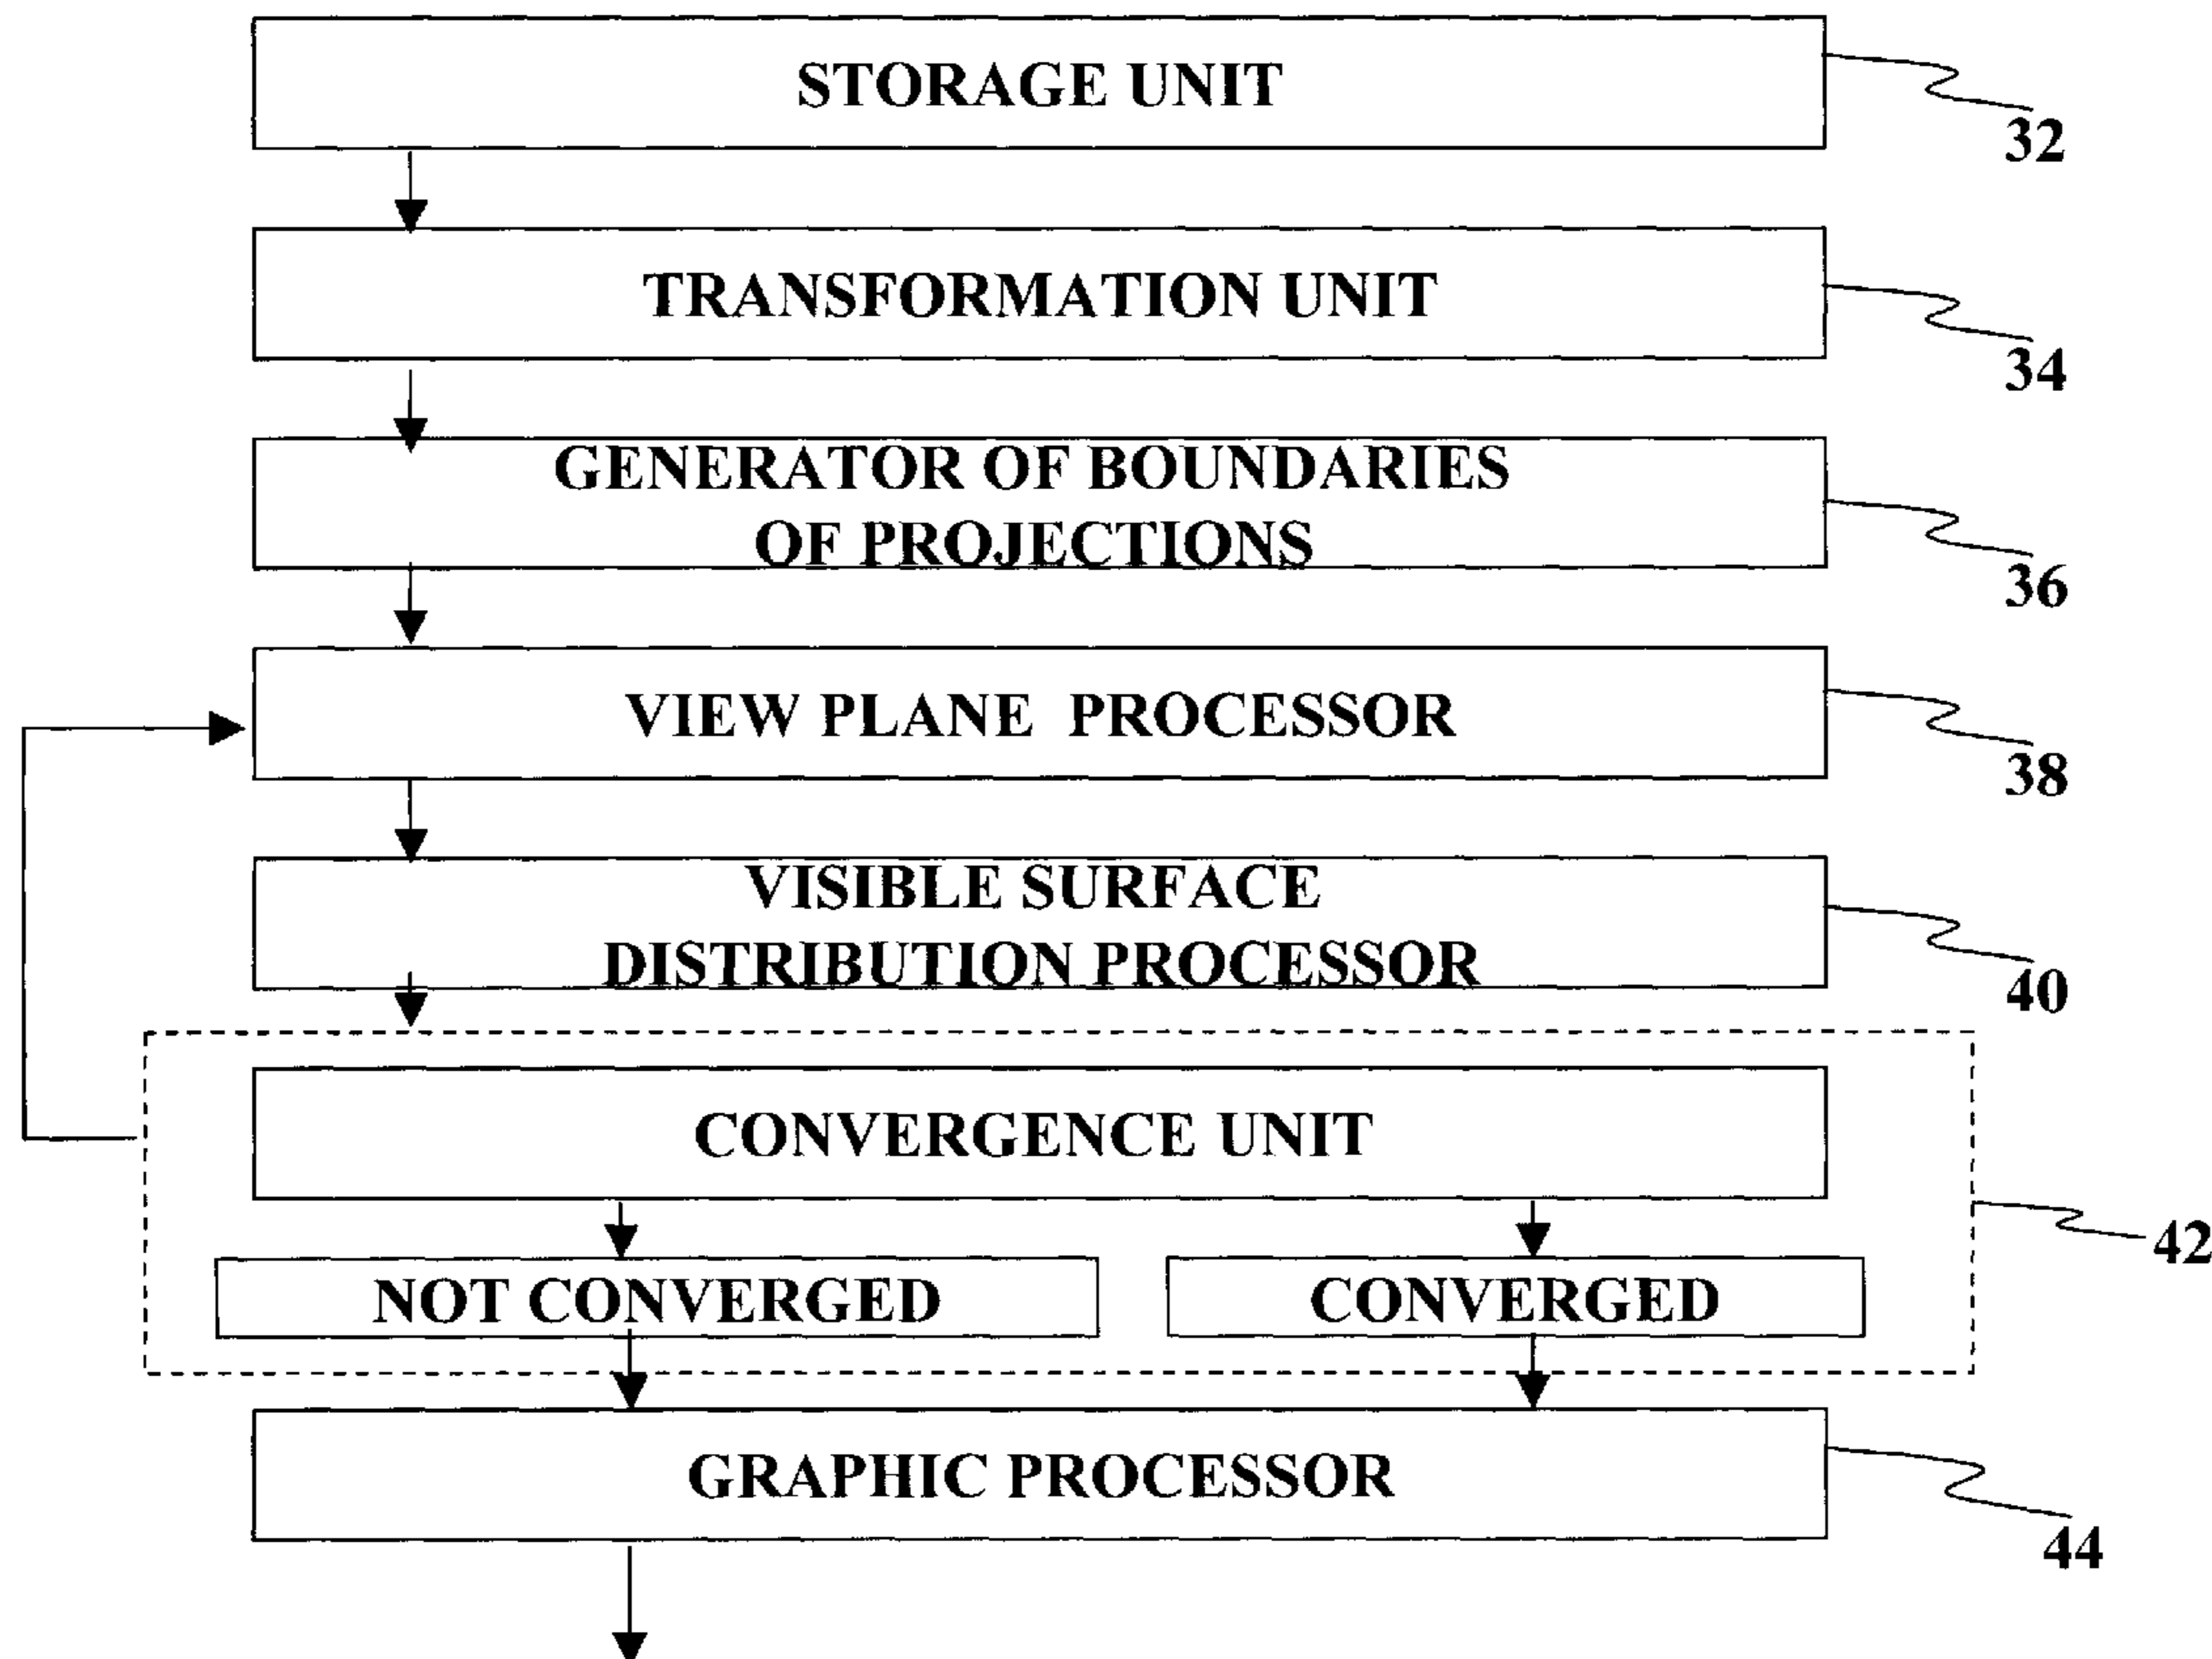 STORAGE UNIT
32
TRANSFORMATION UNIT
34
GENERATOR OF BOUNDARIES
OF PROJECTIONS
36
VIEW PLANE PROCESSOR
38
VISIBLE SURFACE
DISTRIBUTION PROCESSOR
40
CONVERGENCE UNIT
42
NOT CONVERGED
CONVERGED
GRAPHIC PROCESSOR
44